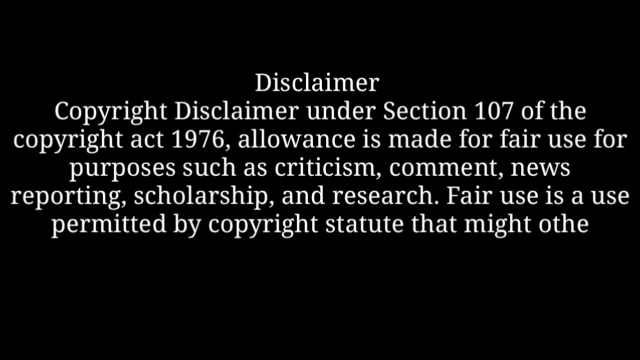 Disclaimer
Copyright Disclaimer under Section 107 of the
copyright act 1976, allowance is made for fair use for
purposes such as criticism, comment, news
reporting, scholarship, and research. Fair use is a use
permitted by copyright statute that might othe